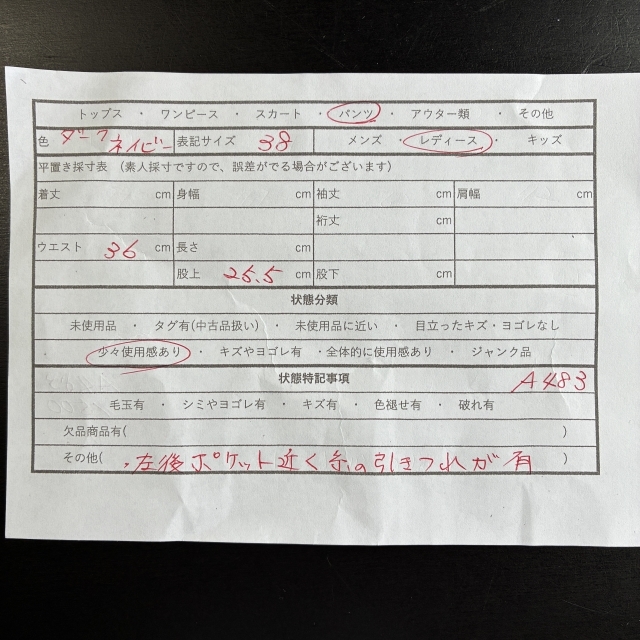 トップス ・ ワンピース ・ スカート ・ パンツ ・ アウター類 ・ その他
色 ダークネイビー 表記サイズ 38 メンズ ・ レディース ・ キッズ
平置き採寸表 (素人採寸ですので、誤差がでる場合がございます)
着丈 cm 身幅 cm 袖丈 cm 肩幅 cm
裄丈 cm
ウエスト 36 cm 長さ cm
股上 25.5 cm 股下 cm
状態分類
未使用品 ・ タグ有(中古品扱い) ・ 未使用品に近い ・ 目立ったキズ・ヨゴレなし
少々使用感あり ・ キズやヨゴレ有 ・全体的に使用感あり ・ ジャンク品
状態特記事項 A483
毛玉有 ・ シミやヨゴレ有 ・ キズ有 ・ 色褪せ有 ・ 破れ有
欠品商品有( )
その他( ・左後ポケット近く糸の引きつれが有 )